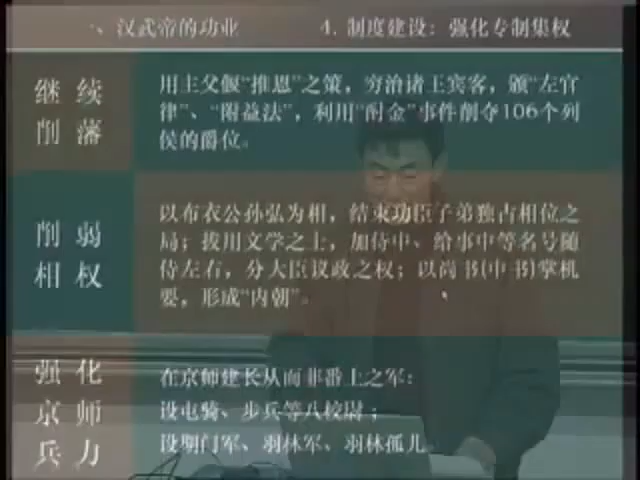 一、汉武帝的功业
4. 制度建设：强化专制集权
继 续
削 藩
用主父偃“推恩”之策，穷治诸王宾客，颁“左官
律”、“附益法”，利用“酎金”事件削夺106个列
侯的爵位。
削 弱
相 权
以布衣公孙弘为相，结束功臣子弟独占相位之
局；拔用文学之士，加侍中、给事中等名号随
侍左右，分大臣议政之权；以尚书(中书)掌机
要，形成“内朝”。
强 化
京 师
兵 力
在京师建长从而非番上之军：
设屯骑、步兵等八校尉；
设期门军、羽林军、羽林孤儿